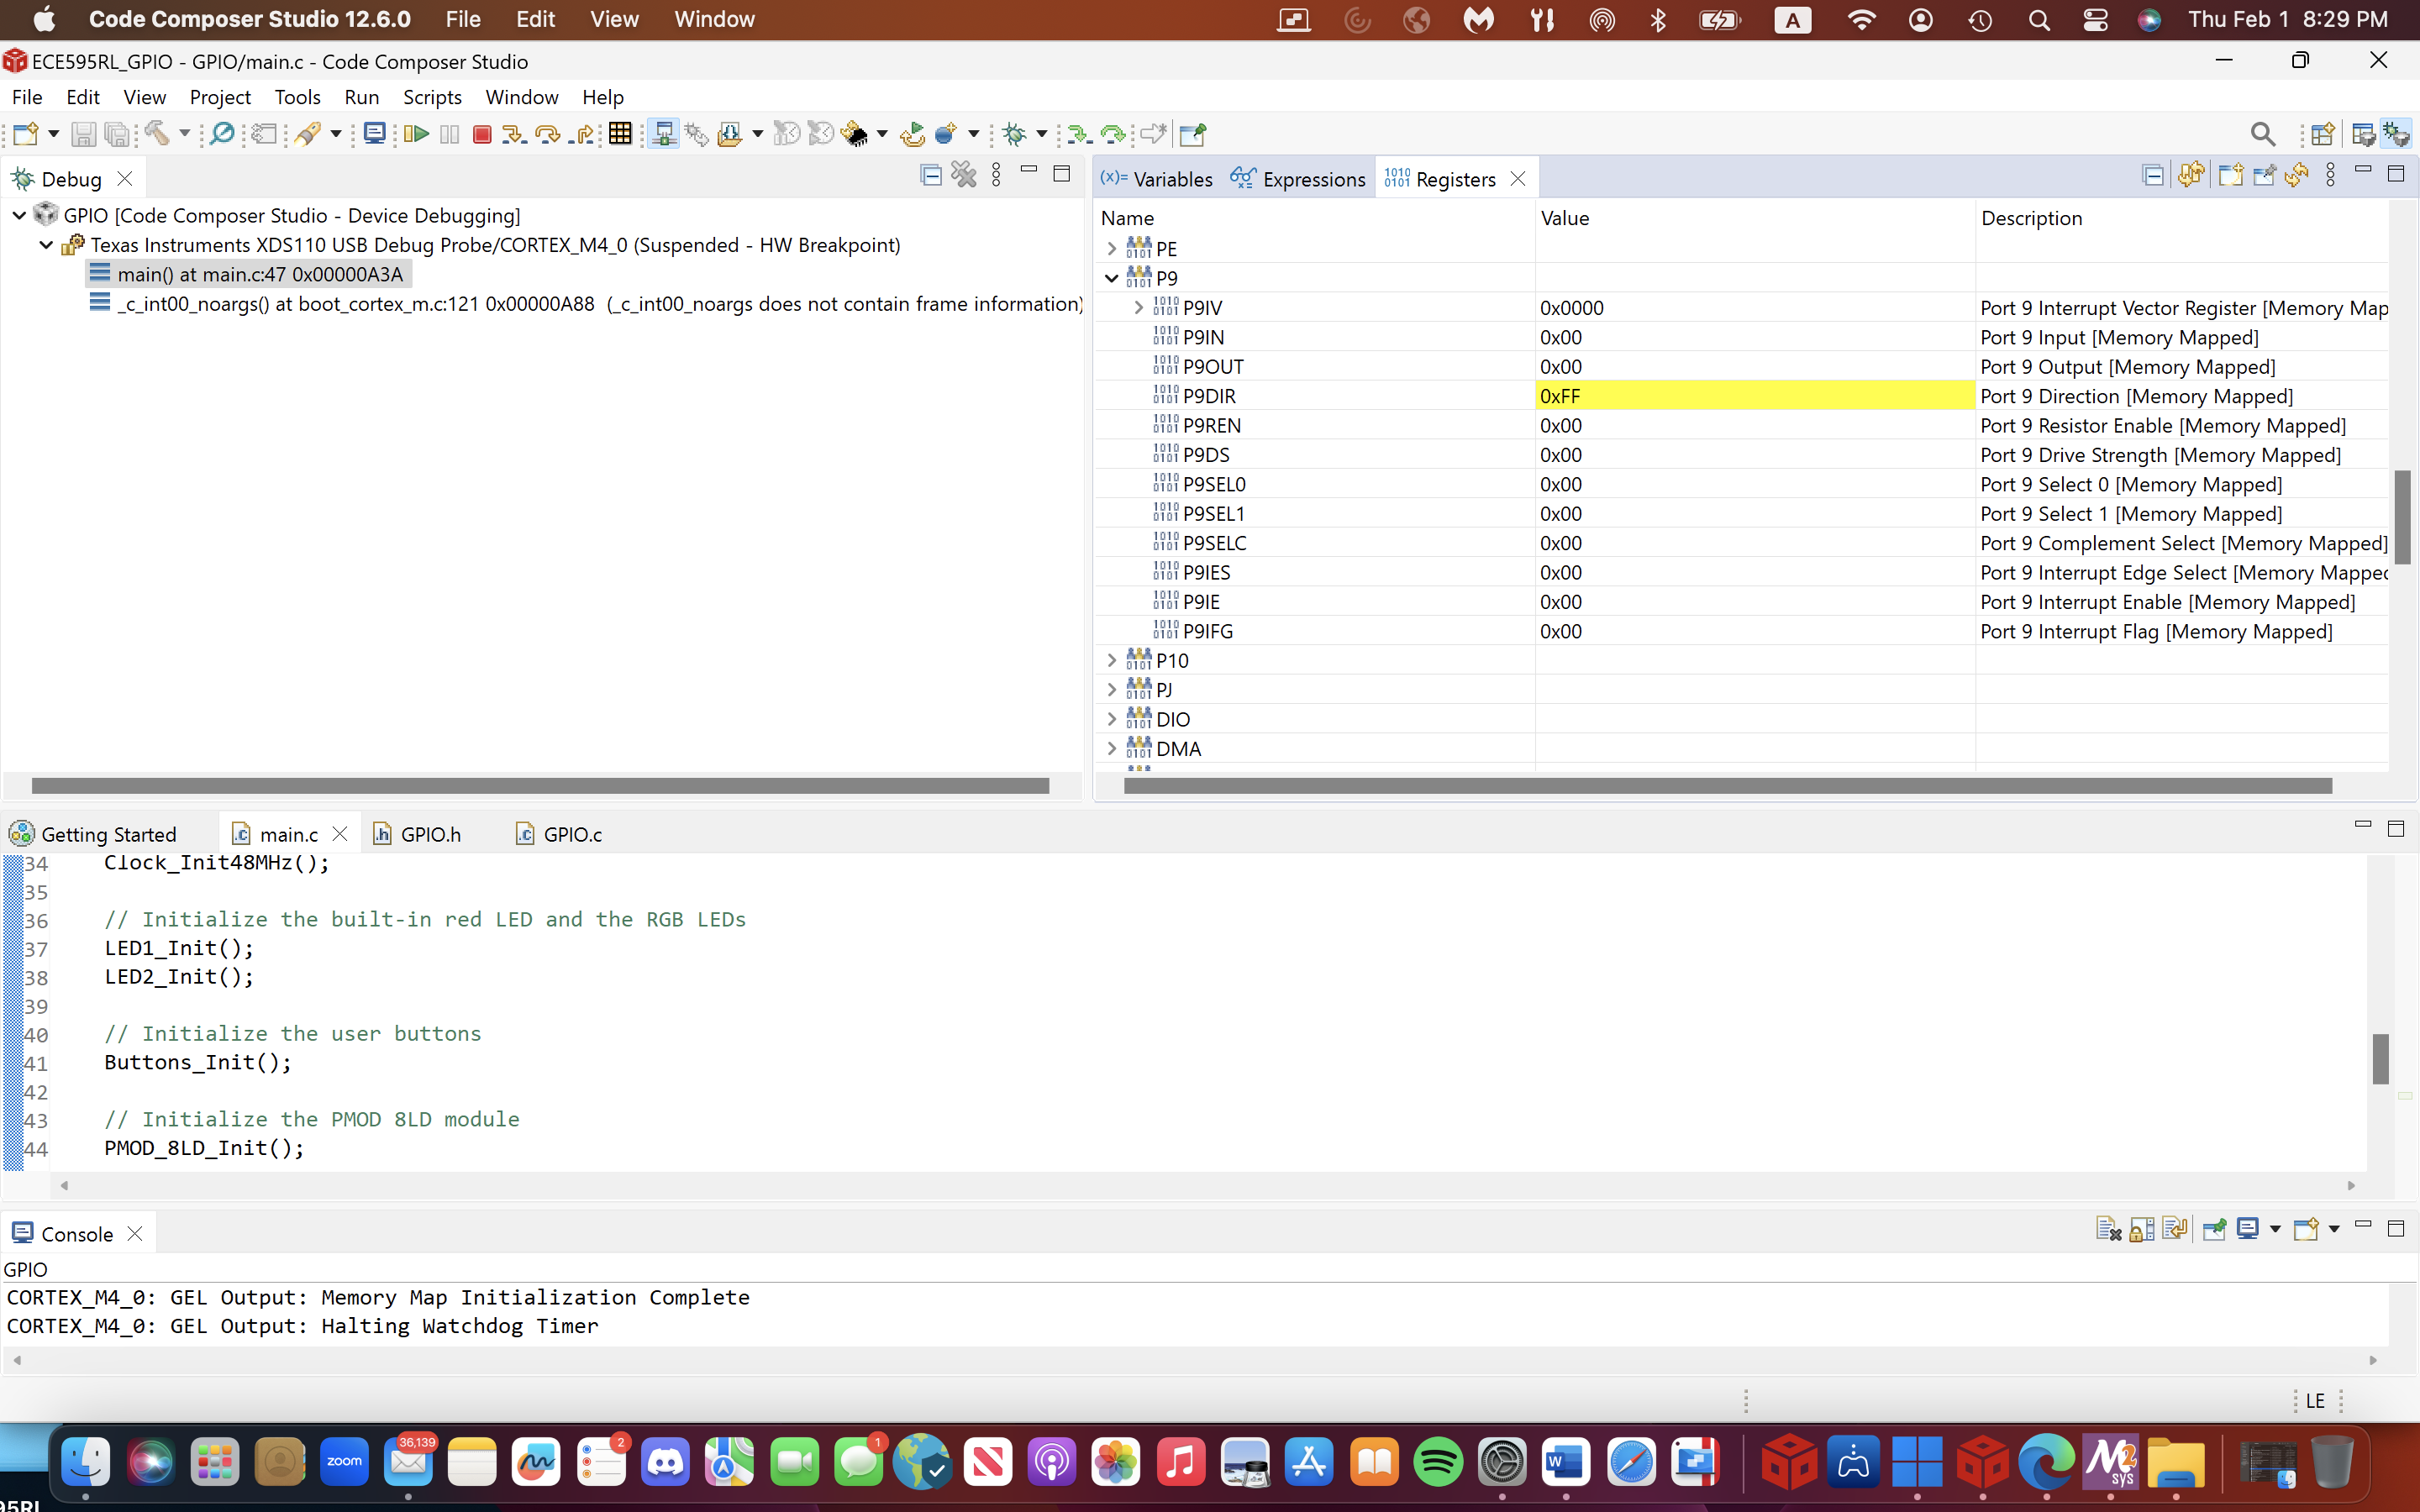 Code Composer Studio 12.6.0 File Edit View Window A Thu Feb 1 8:29 PM
ECE595RL_GPIO - GPIO/main.c - Code Composer Studio
File Edit View Project Tools Run Scripts Window Help
Debug
GPIO [Code Composer Studio - Device Debugging]
Texas Instruments XDS110 USB Debug Probe/CORTEX_M4_0 (Suspended - HW Breakpoint)
main() at main.c:47 0x00000A3A
_c_int00_noargs() at boot_cortex_m.c:121 0x00000A88 (_c_int00_noargs does not contain frame information)
(x)= Variables Expressions Registers
Name Value Description
PE
P9
P9IV 0x0000 Port 9 Interrupt Vector Register [Memory Map
P9IN 0x00 Port 9 Input [Memory Mapped]
P9OUT 0x00 Port 9 Output [Memory Mapped]
P9DIR 0xFF Port 9 Direction [Memory Mapped]
P9REN 0x00 Port 9 Resistor Enable [Memory Mapped]
P9DS 0x00 Port 9 Drive Strength [Memory Mapped]
P9SEL0 0x00 Port 9 Select 0 [Memory Mapped]
P9SEL1 0x00 Port 9 Select 1 [Memory Mapped]
P9SELC 0x00 Port 9 Complement Select [Memory Mapped]
P9IES 0x00 Port 9 Interrupt Edge Select [Memory Mapped
P9IE 0x00 Port 9 Interrupt Enable [Memory Mapped]
P9IFG 0x00 Port 9 Interrupt Flag [Memory Mapped]
P10
PJ
DIO
DMA
Getting Started main.c GPIO.h GPIO.c
34 Clock_Init48MHz();
35
36 // Initialize the built-in red LED and the RGB LEDs
37 LED1_Init();
38 LED2_Init();
39
40 // Initialize the user buttons
41 Buttons_Init();
42
43 // Initialize the PMOD 8LD module
44 PMOD_8LD_Init();
Console
GPIO
CORTEX_M4_0: GEL Output: Memory Map Initialization Complete
CORTEX_M4_0: GEL Output: Halting Watchdog Timer
LE
zoom 36,139 2 1 W M2 sys
95RL